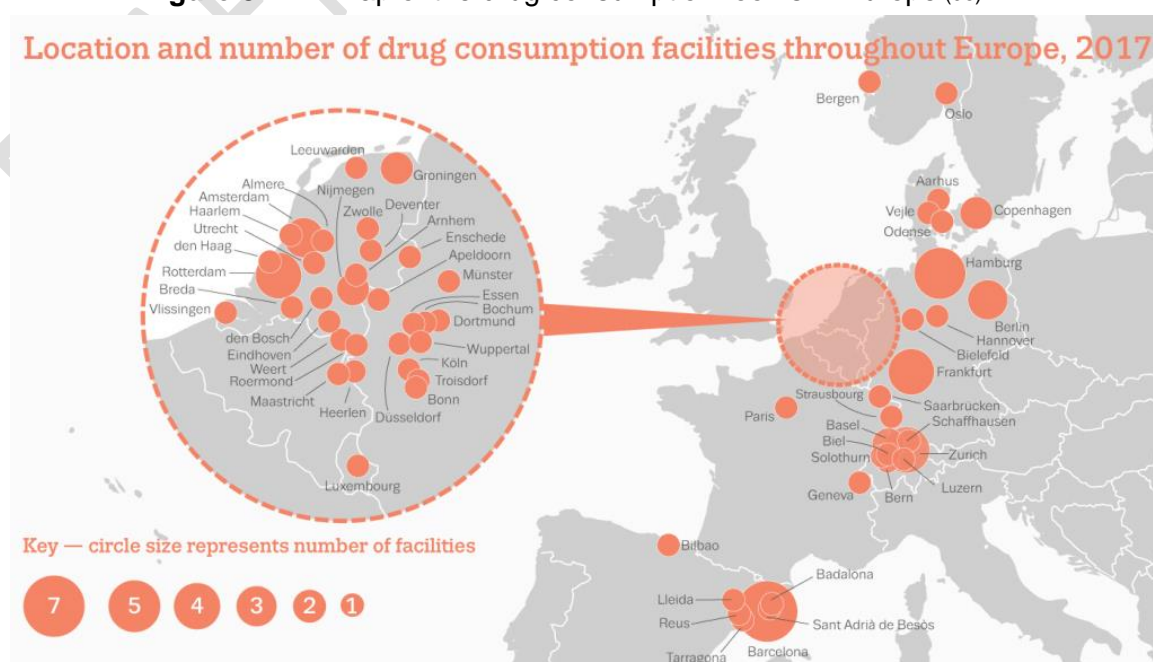 Location and number of drug consumption facilities throughout Europe, 2017
Bergen
Oslo
Aarhus
Vejle
Odense
Copenhagen
Hamburg
Berlin
Hannover
Bielefeld
Frankfurt
Strausbourg
Saarbrücken
Schaffhausen
Paris
Basel
Biel
Solothurn
Zurich
Geneva
Bern
Luzern
Bilbao
Badalona
Lleida
Reus
Sant Adrià de Besòs
Tarragona
Barcelona
Leeuwarden
Groningen
Almere
Nijmegen
Amsterdam
Deventer
Haarlem
Zwolle
Arnhem
Utrecht
Enschede
den Haag
Apeldoorn
Rotterdam
Münster
Breda
Essen
Vlissingen
Bochum
Dortmund
den Bosch
Eindhoven
Wuppertal
Weert
Köln
Roermond
Troisdorf
Maastricht
Bonn
Heerlen
Düsseldorf
Luxembourg
Key — circle size represents number of facilities
7 5 4 3 2 1